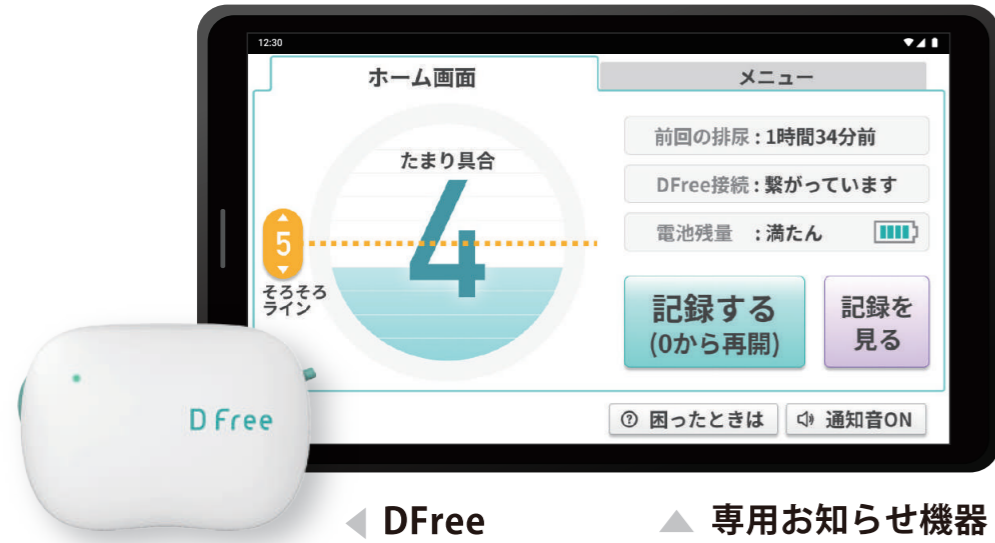 12:30
ホーム画面
メニュー
たまり具合
4
5
そろそろ
ライン
前回の排尿 : 1時間34分前
DFree接続 : 繋がっています
電池残量 : 満たん
記録する
(0から再開)
記録を
見る
困ったときは
通知音ON
D Free
DFree
専用お知らせ機器